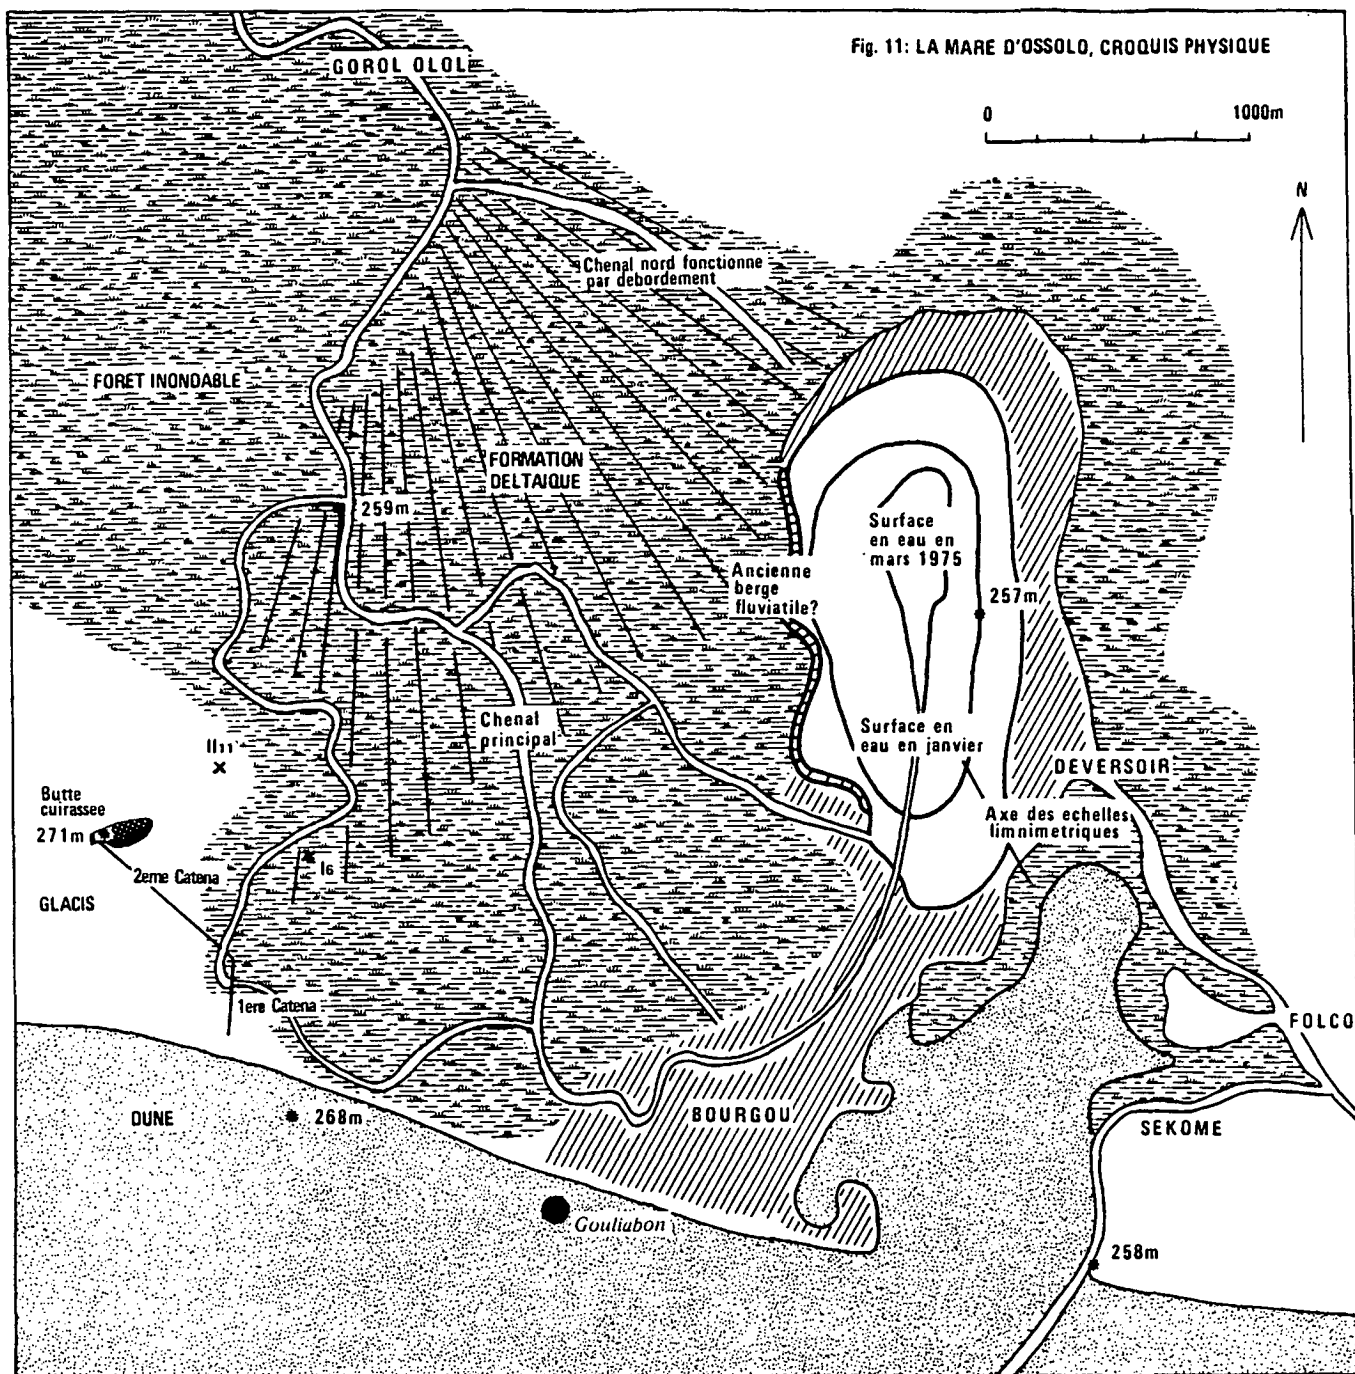 Fig. 11: LA MARE D'OSSOLO, CROQUIS PHYSIQUE
GOROL OLOL
0 1000m
N
Chenal nord fonctionne
par debordement
FORET INONDABLE
FORMATION
DELTAIQUE
259m
Surface
en eau en
mars 1975
Ancienne
berge
fluviatile?
257m
Chenal
principal
Surface en
eau en janvier
II11
DEVERSOIR
Butte
cuirassee
271m
Axe des echelles
limnimetriques
2eme Catena
I6
GLACIS
1ere Catena
FOLCO
DUNE
268m
BOURGOU
SEKOME
Gouliabon
258m